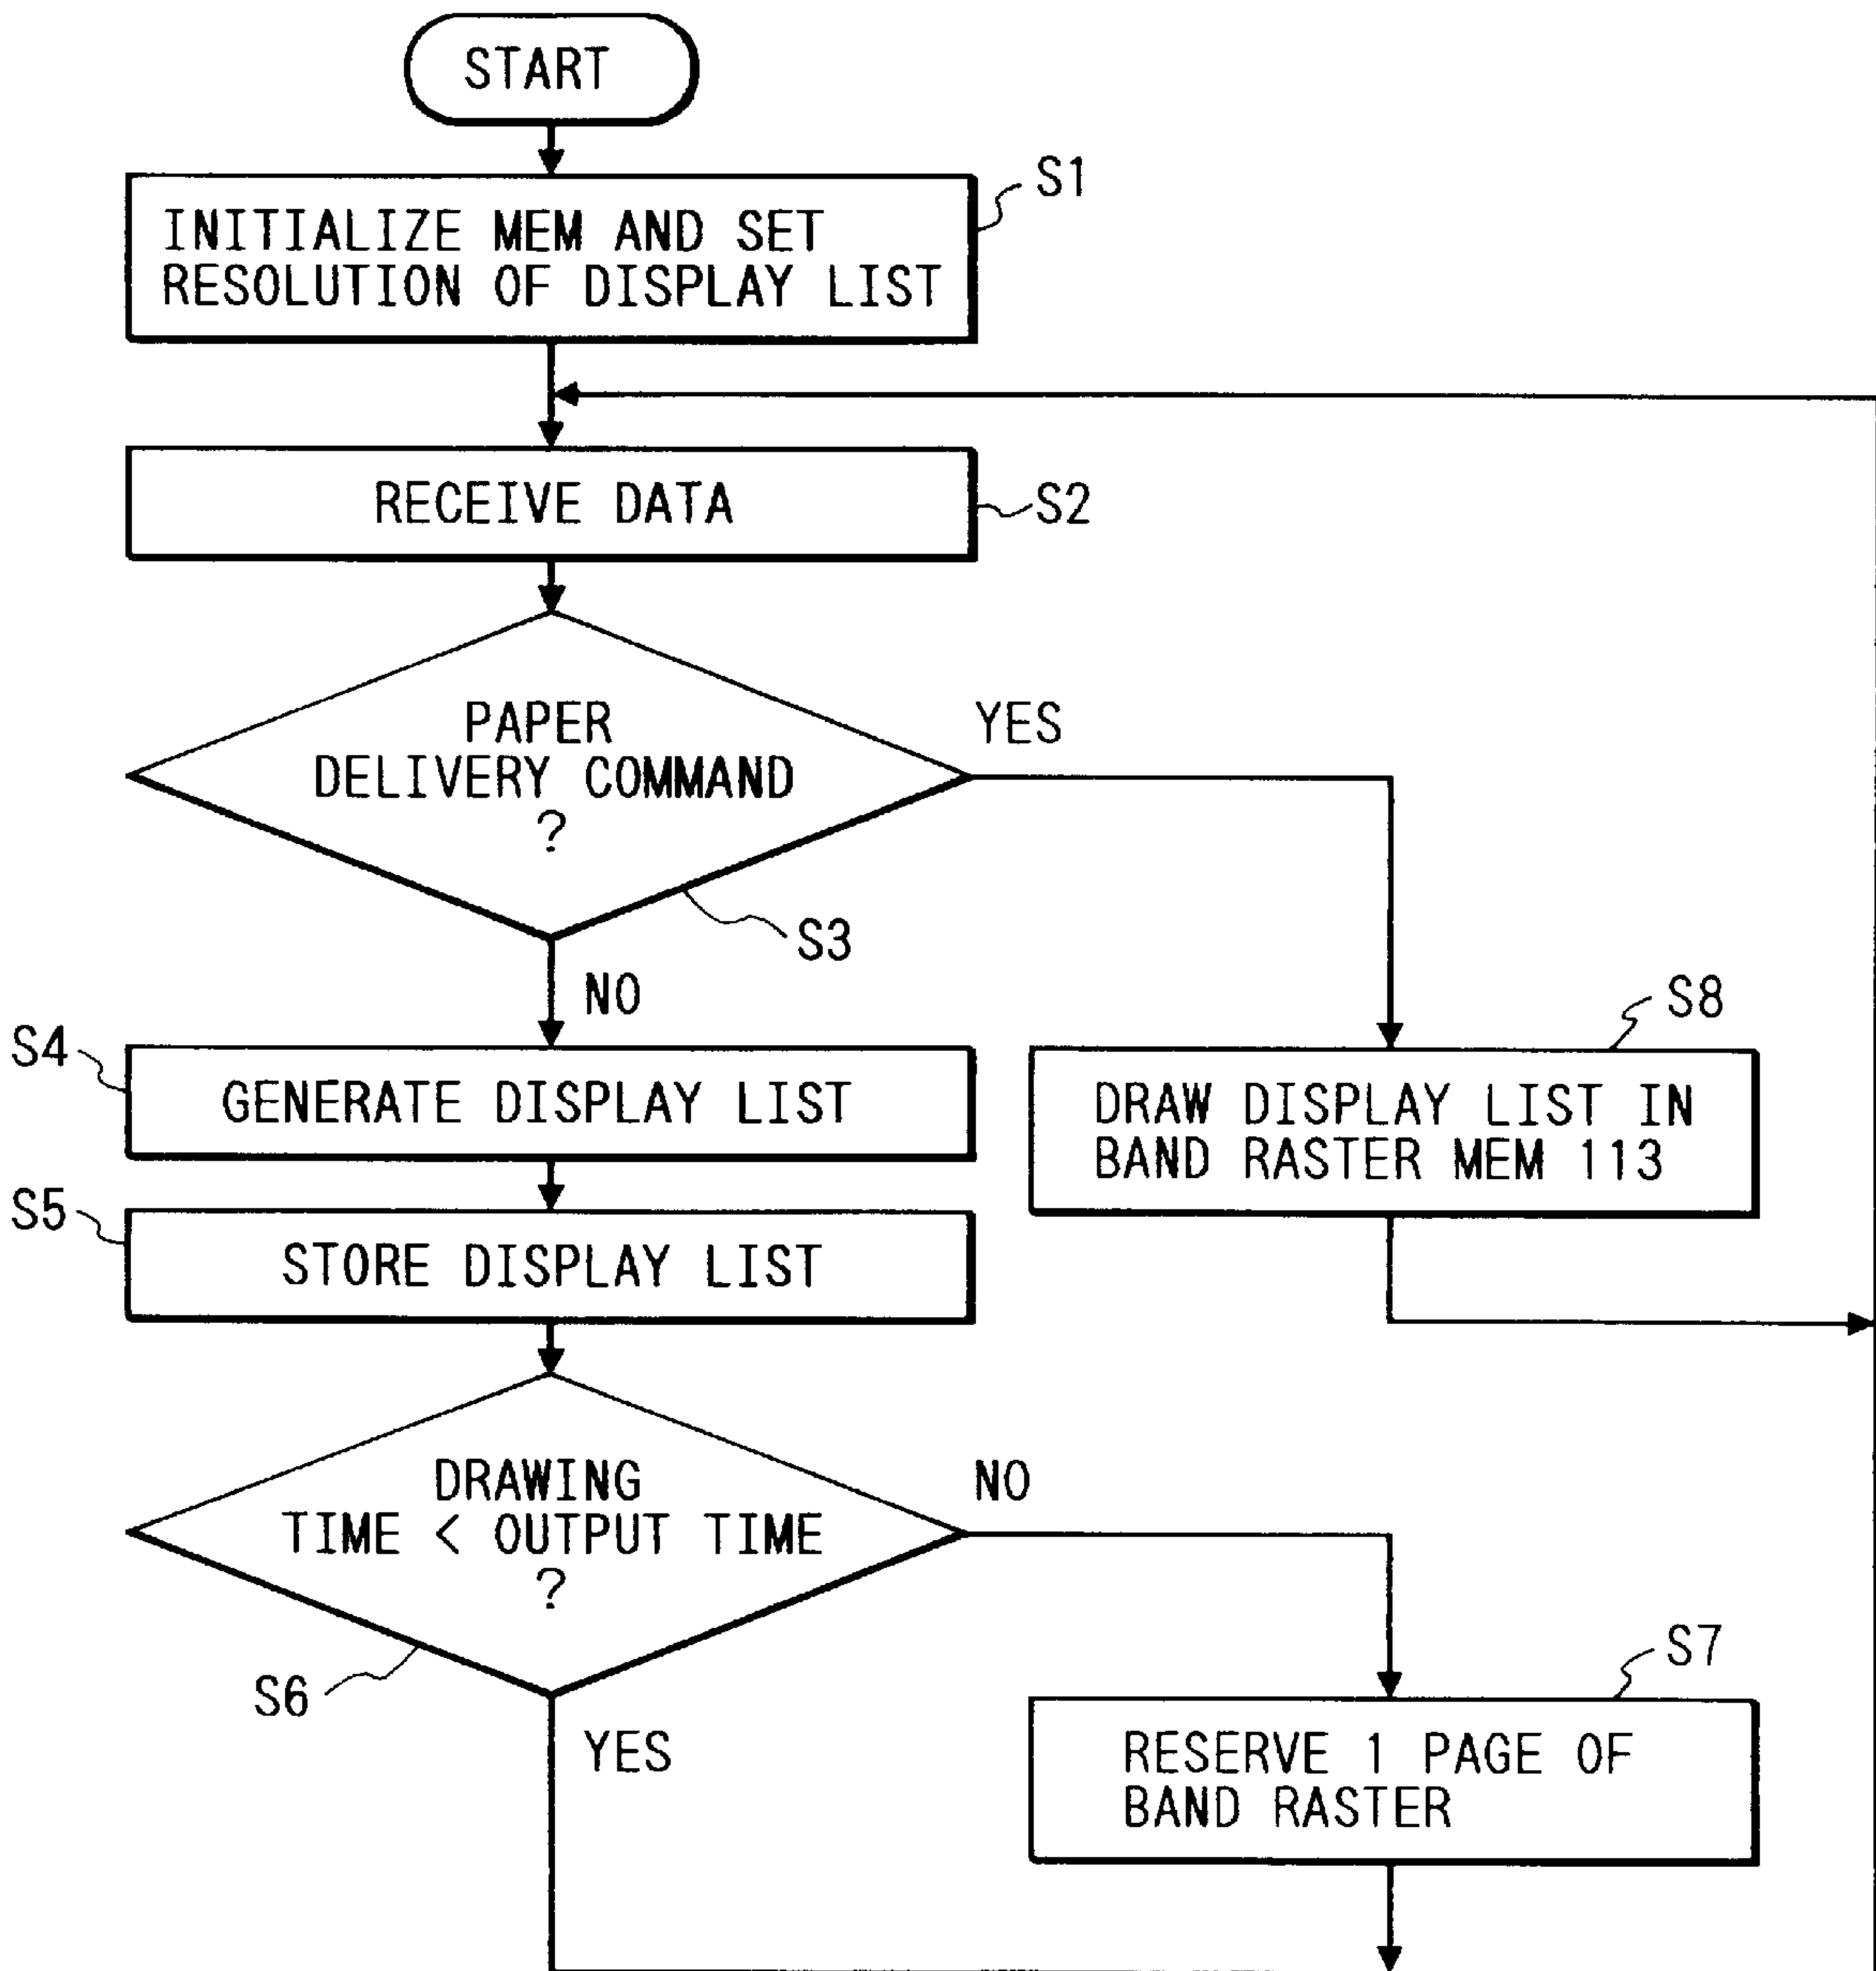 START
S1
INITIALIZE MEM AND SET
RESOLUTION OF DISPLAY LIST
RECEIVE DATA
S2
PAPER
DELIVERY COMMAND
?
YES
S3
NO
S4
GENERATE DISPLAY LIST
S8
DRAW DISPLAY LIST IN
BAND RASTER MEM 113
S5
STORE DISPLAY LIST
DRAWING
TIME < OUTPUT TIME
?
NO
S6
YES
S7
RESERVE 1 PAGE OF
BAND RASTER